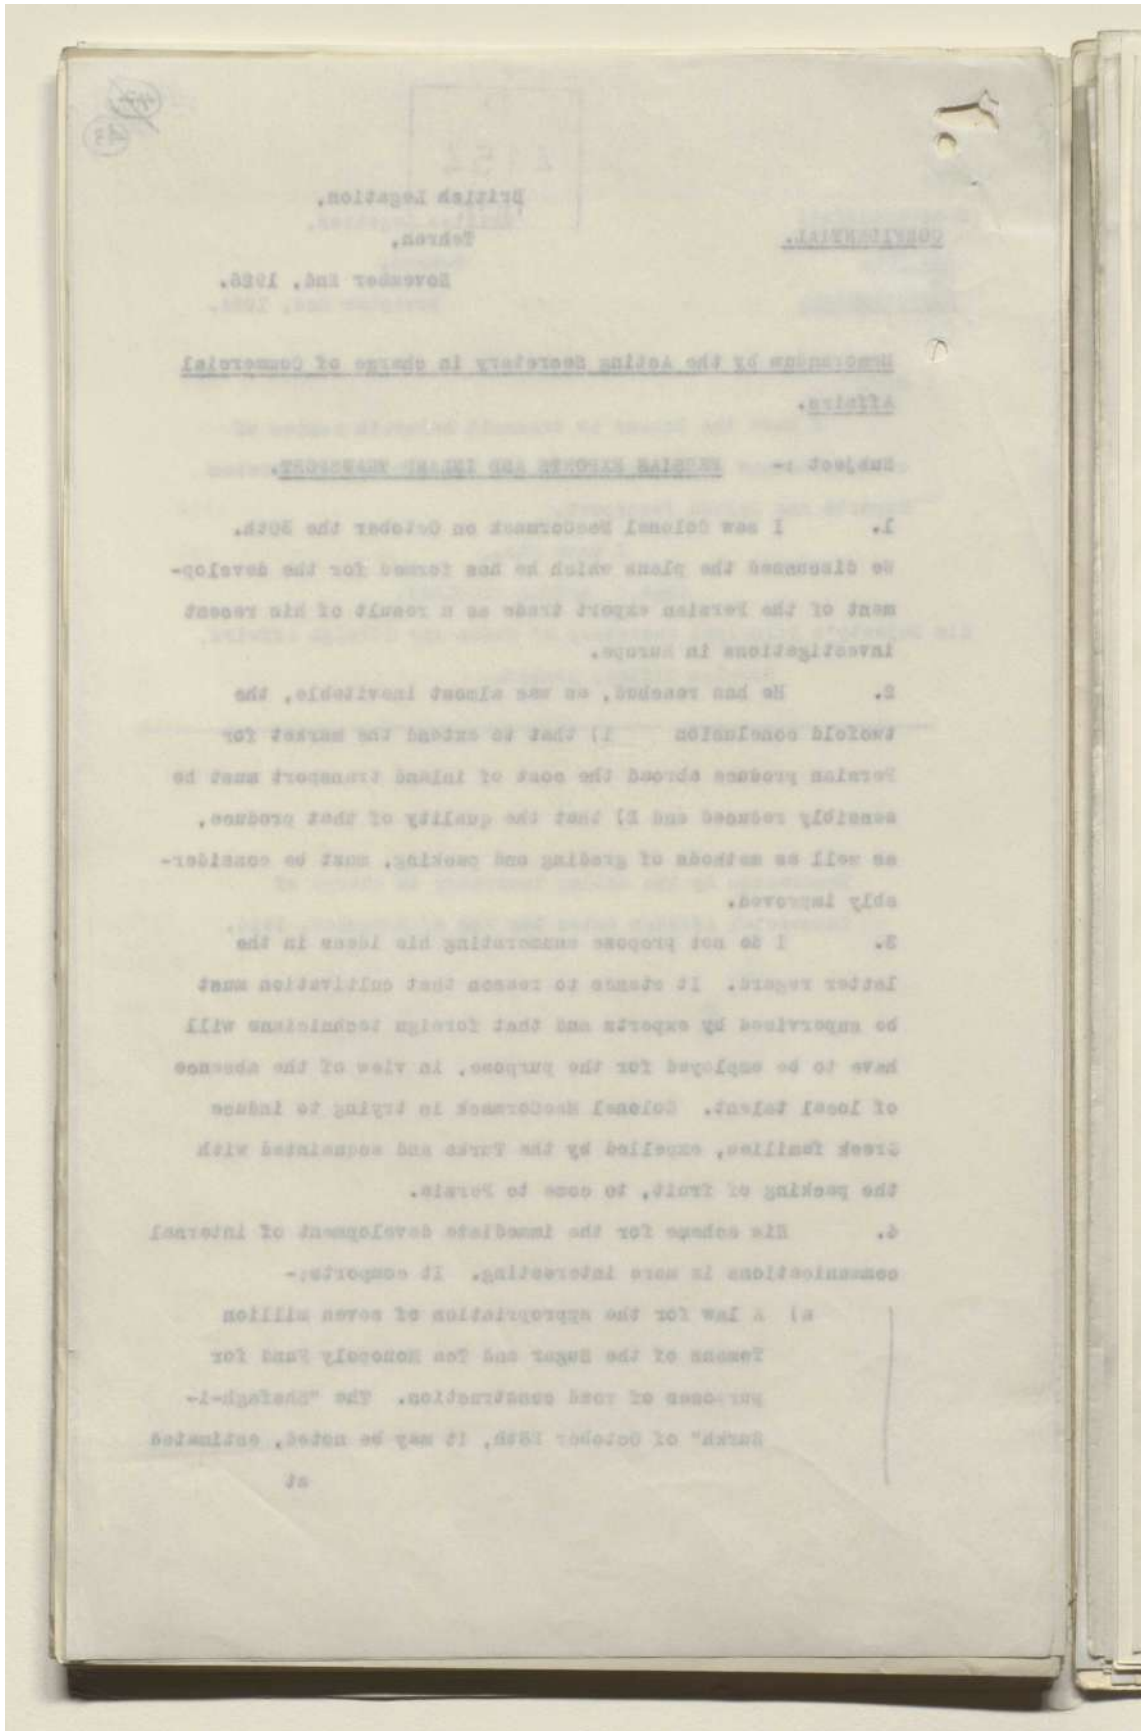 British Legation,
Tehran,
CONFIDENTIAL.
November 2nd, 1926.
Memorandum by the Acting Secretary in charge of Commercial
Affairs.
Subject :- PERSIAN EXPORTS AND INLAND TRANSPORT.
1. I saw Colonel MacCormack on October the 30th.
We discussed the plans which he has formed for the develop-
ment of the Persian export trade as a result of his recent
investigations in Europe.
2. He has reached, as was almost inevitable, the
twofold conclusion 1) that to extend the market for
Persian produce abroad the cost of inland transport must be
sensibly reduced and 2) that the quality of that produce,
as well as methods of grading and packing, must be consider-
ably improved.
3. I do not propose enumerating his ideas in the
latter regard. It stands to reason that cultivation must
be supervised by experts and that foreign technicians will
have to be employed for the purpose, in view of the absence
of local talent. Colonel MacCormack is trying to induce
Greek families, expelled by the Turks and acquainted with
the packing of fruit, to come to Persia.
4. His scheme for the immediate development of internal
communications is more interesting. It comports:-
a) A law for the appropriation of seven million
Tomans of the Sugar and Tea Monopoly Fund for
purposes of road construction. The "Shafagh-i-
Surkh" of October 28th, it may be noted, estimated
at